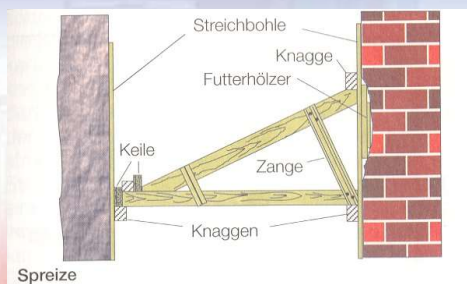 Streichbohle
Knagge
Futterhölzer
Keile
Zange
Knaggen
Spreize